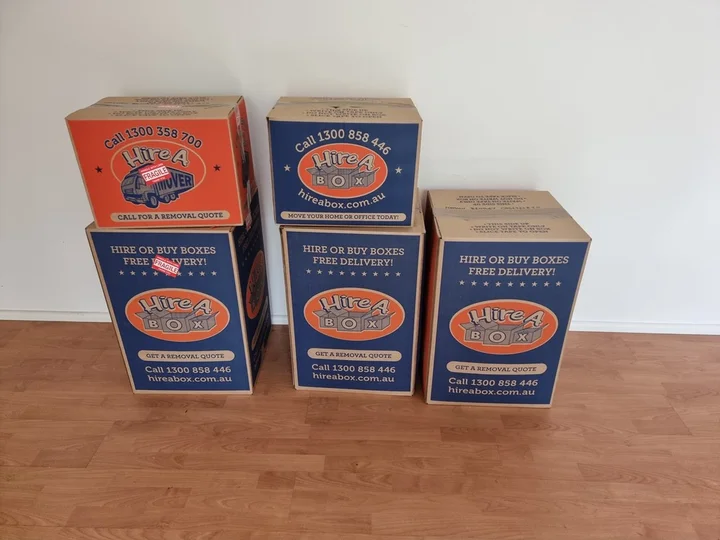 Call 1300 358 700
Hire A
FRAGILE
MOVER
CALL FOR A REMOVAL QUOTE
Call 1300 858 446
Hire A
BOX
hireabox.com.au
MOVE YOUR HOME OR OFFICE TODAY!
HIRE OR BUY BOXES
FREE DELIVERY!
FRAGILE
Hire A
BOX
GET A REMOVAL QUOTE
Call 1300 858 446
hireabox.com.au
HIRE OR BUY BOXES
FREE DELIVERY!
Hire A
BOX
GET A REMOVAL QUOTE
Call 1300 858 446
hireabox.com.au
HIRE OR BUY BOXES
FREE DELIVERY!
Hire A
BOX
GET A REMOVAL QUOTE
Call 1300 858 446
hireabox.com.au